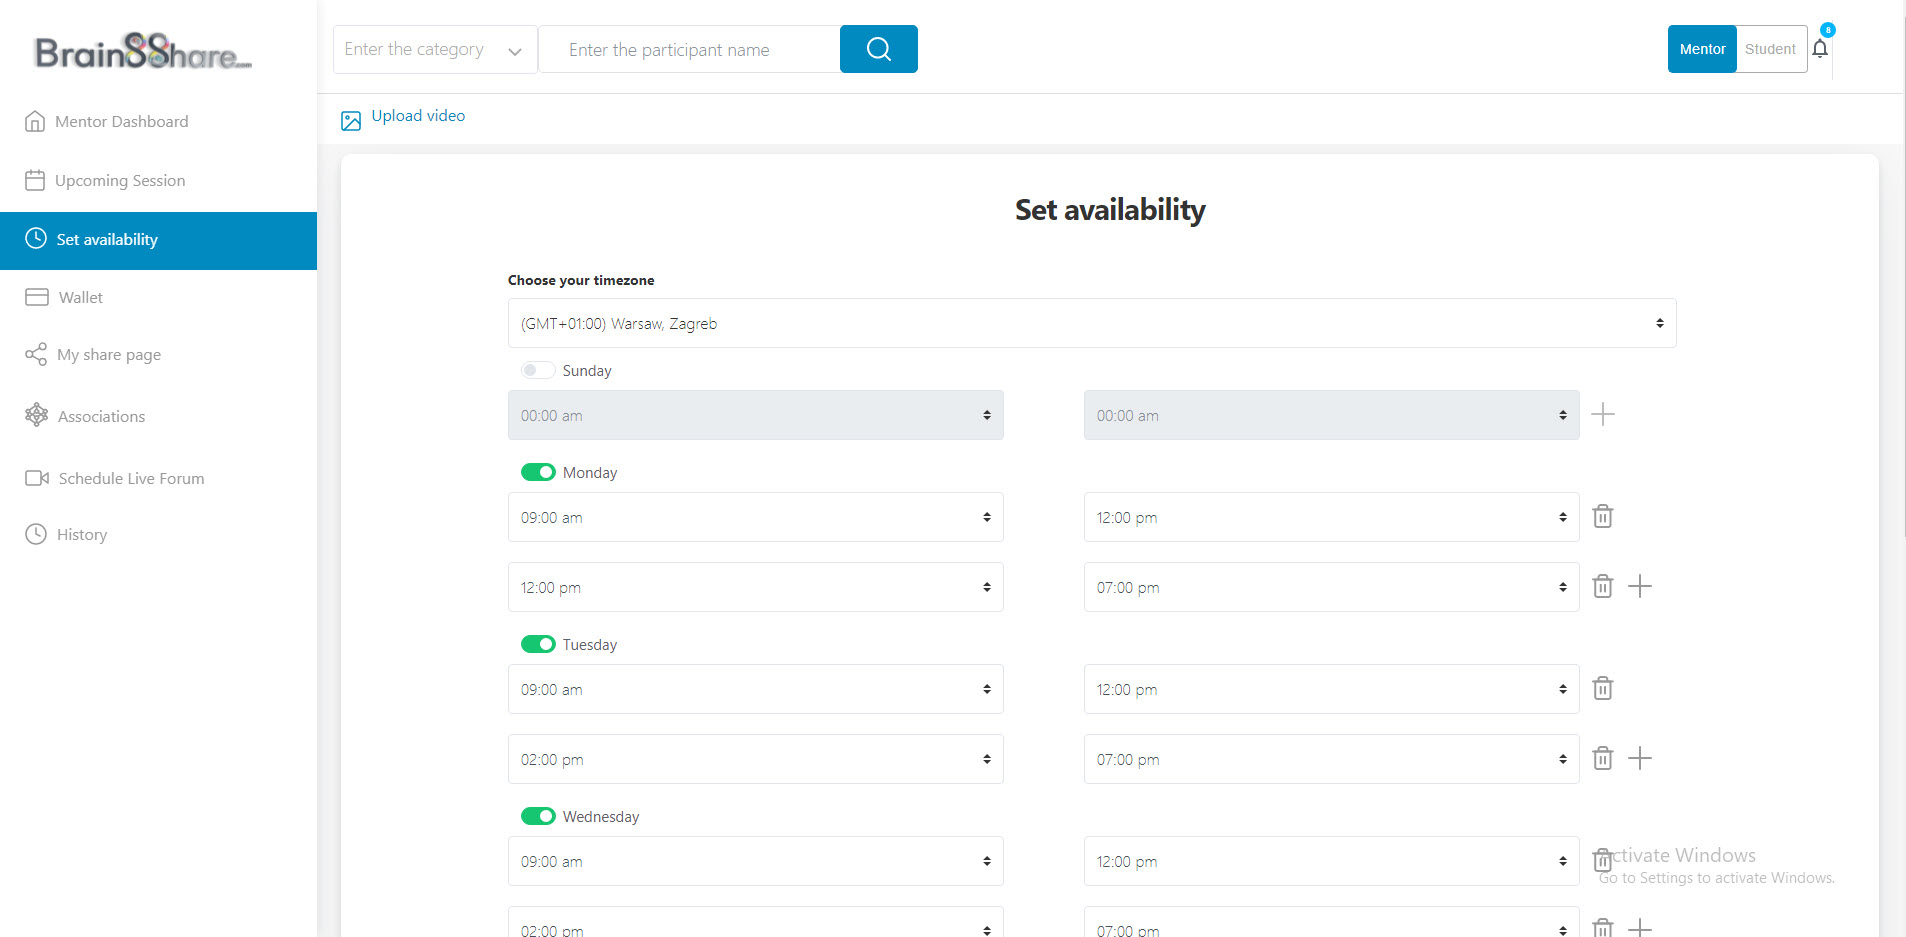 Brain88hare.com
Enter the category
Enter the participant name
Mentor
Student
8
Mentor Dashboard
Upcoming Session
Set availability
Wallet
My share page
Associations
Schedule Live Forum
History
Upload video
Set availability
Choose your timezone
(GMT+01:00) Warsaw, Zagreb
Sunday
00:00 am
00:00 am
Monday
09:00 am
12:00 pm
12:00 pm
07:00 pm
Tuesday
09:00 am
12:00 pm
02:00 pm
07:00 pm
Wednesday
09:00 am
12:00 pm
02:00 pm
07:00 pm
Activate Windows
Go to Settings to activate Windows.